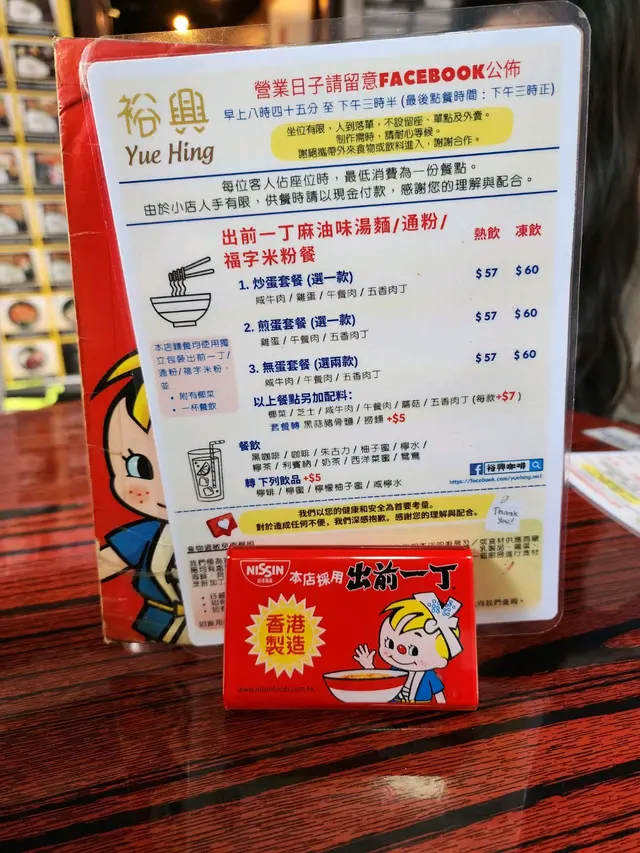 裕興
Yue Hing
營業日子請留意FACEBOOK公佈
早上八時四十五分 至 下午三時半 (最後點餐時間：下午三時正)
坐位有限，人到落單，不設留座、單點及外賣。
制作需時，請耐心等候。
謝絕攜帶外來食物或飲料進入，謝謝合作。
每位客人佔座位時，最低消費為一份餐點。
由於小店人手有限，供餐時請以現金付款，感謝您的理解與配合。
出前一丁麻油味湯麵/通粉/
福字米粉餐
熱飲 凍飲
1. 炒蛋套餐 (選一款) $57 $60
咸牛肉 / 雞蛋 / 午餐肉 / 五香肉丁
2. 煎蛋套餐 (選一款) $57 $60
雞蛋 / 午餐肉 / 五香肉丁
3. 無蛋套餐 (選兩款) $57 $60
咸牛肉 / 午餐肉 / 五香肉丁
本店麵餐均使用獨
立包裝出前一丁/
通粉/福字米粉，
並
• 附有椰菜
• 一杯餐飲
以上餐點另加配料：
椰菜 / 芝士 / 咸牛肉 / 午餐肉 / 蘑菇 / 五香肉丁 (每款+$7)
套餐轉 黑蒜豬骨麵 / 撈麵 +$5
餐飲
黑咖啡 / 咖啡 / 朱古力 / 柚子蜜 / 檸水 /
檸茶 / 利賓納 / 奶茶 / 西洋菜蜜 / 鴛鴦
轉 下列飲品 +$5
檸啡 / 檸蜜 / 檸檬柚子蜜 / 咸檸水
裕興咖啡
https://facebook.com/yuehing.no1
我們以您的健康和安全為首要考量。
對於造成任何不便，我們深感抱歉。感謝您的理解與配合。
Thank
You!
NISSIN
日清食品
本店採用
出前一丁
香港
製造
www.nissinfoods.com.hk